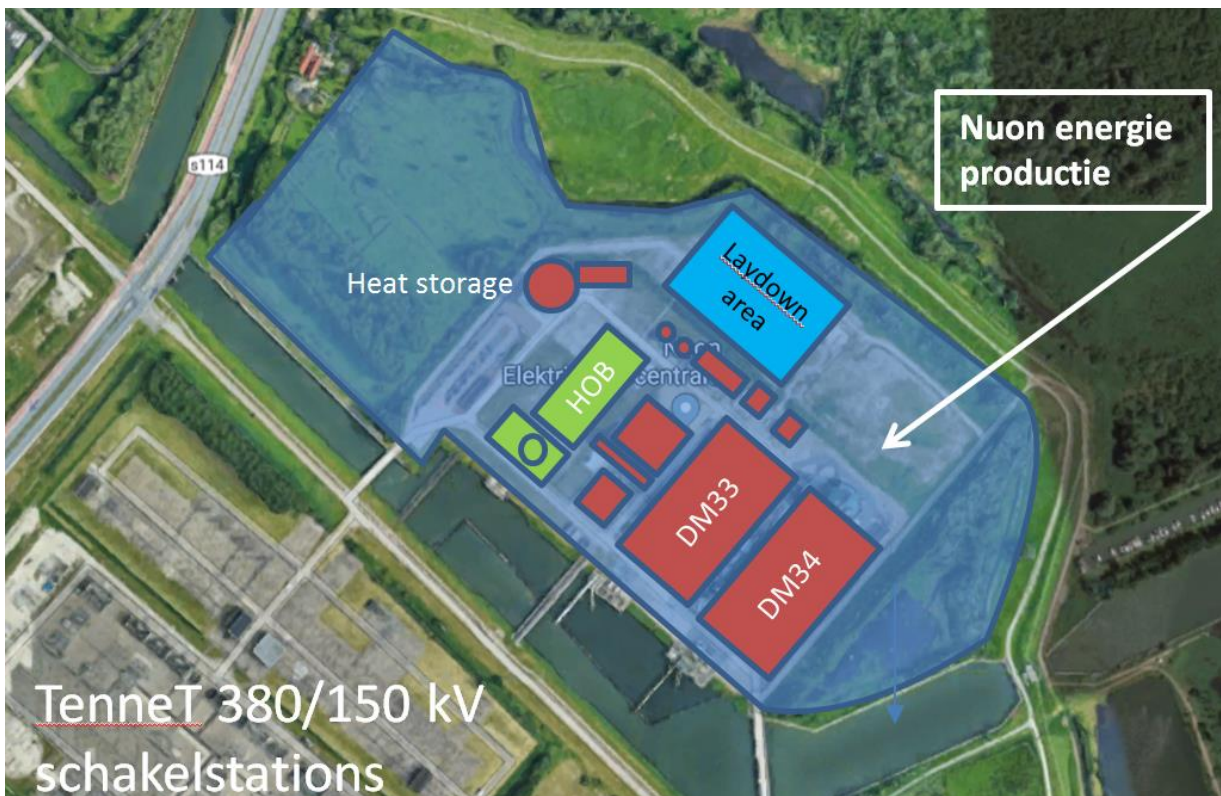 s114
Nuon energie
productie
Laydown
area
Heat storage
HOB
DM33
DM34
TenneT 380/150 kV
schakelstations